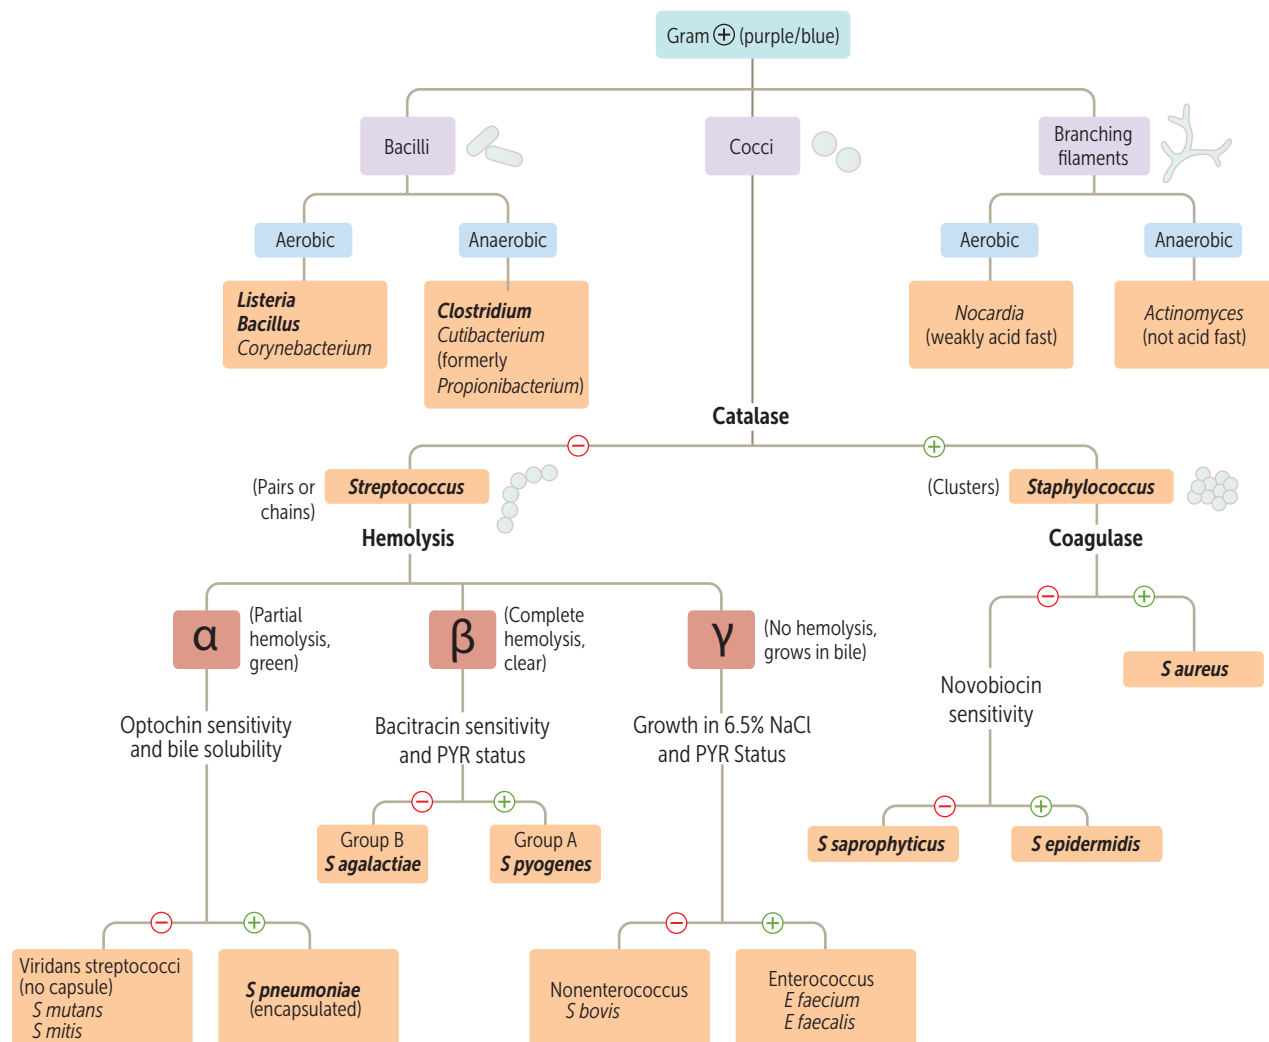 Gram ⊕ (purple/blue)
Bacilli
Cocci
Branching
filaments
Aerobic
Anaerobic
Aerobic
Anaerobic
Listeria
Bacillus
Corynebacterium
Clostridium
Cutibacterium
(formerly
Propionibacterium)
Nocardia
(weakly acid fast)
Actinomyces
(not acid fast)
Catalase
−
+
(Pairs or
chains)
Streptococcus
(Clusters)
Staphylococcus
Hemolysis
Coagulase
−
+
α
(Partial
hemolysis,
green)
β
(Complete
hemolysis,
clear)
γ
(No hemolysis,
grows in bile)
S aureus
Novobiocin
sensitivity
Optochin sensitivity
and bile solubility
Bacitracin sensitivity
and PYR status
Growth in 6.5% NaCl
and PYR Status
−
+
−
+
Group B
S agalactiae
Group A
S pyogenes
S saprophyticus
S epidermidis
−
+
−
+
Viridans streptococci
(no capsule)
S mutans
S mitis
S pneumoniae
(encapsulated)
Nonenterococcus
S bovis
Enterococcus
E faecium
E faecalis